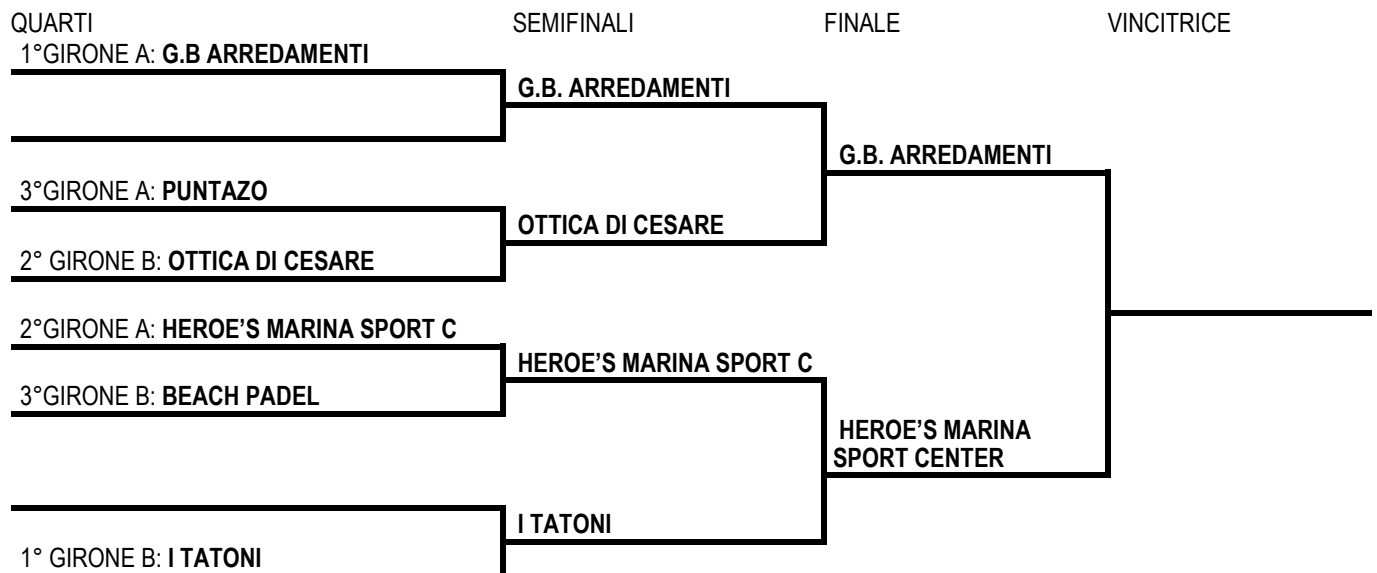 QUARTI SEMIFINALI FINALE VINCITRICE
1°GIRONE A: G.B ARREDAMENTI
G.B. ARREDAMENTI
G.B. ARREDAMENTI
3°GIRONE A: PUNTAZO
OTTICA DI CESARE
2° GIRONE B: OTTICA DI CESARE
2°GIRONE A: HEROE’S MARINA SPORT C
HEROE’S MARINA SPORT C
3°GIRONE B: BEACH PADEL
HEROE’S MARINA
SPORT CENTER
I TATONI
1° GIRONE B: I TATONI